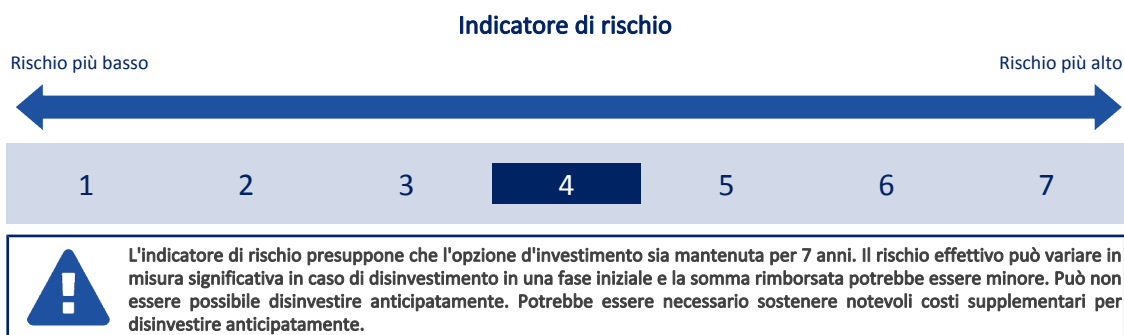 Indicatore di rischio
Rischio più basso
Rischio più alto
1 2 3 4 5 6 7
L'indicatore di rischio presuppone che l'opzione d'investimento sia mantenuta per 7 anni. Il rischio effettivo può variare in
misura significativa in caso di disinvestimento in una fase iniziale e la somma rimborsata potrebbe essere minore. Può non
essere possibile disinvestire anticipatamente. Potrebbe essere necessario sostenere notevoli costi supplementari per
disinvestire anticipatamente.